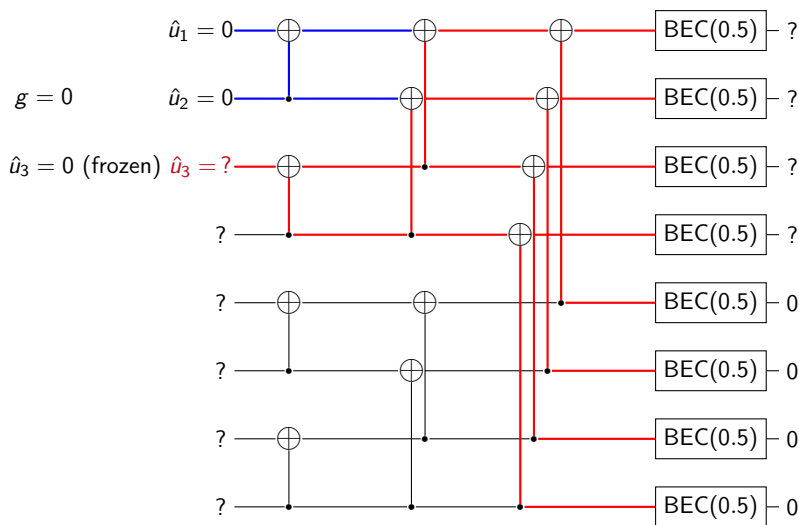 û₁ = 0 BEC(0.5) ?
g = 0 û₂ = 0 BEC(0.5) ?
û₃ = 0 (frozen) û₃ = ? BEC(0.5) ?
? BEC(0.5) ?
? BEC(0.5) 0
? BEC(0.5) 0
? BEC(0.5) 0
? BEC(0.5) 0